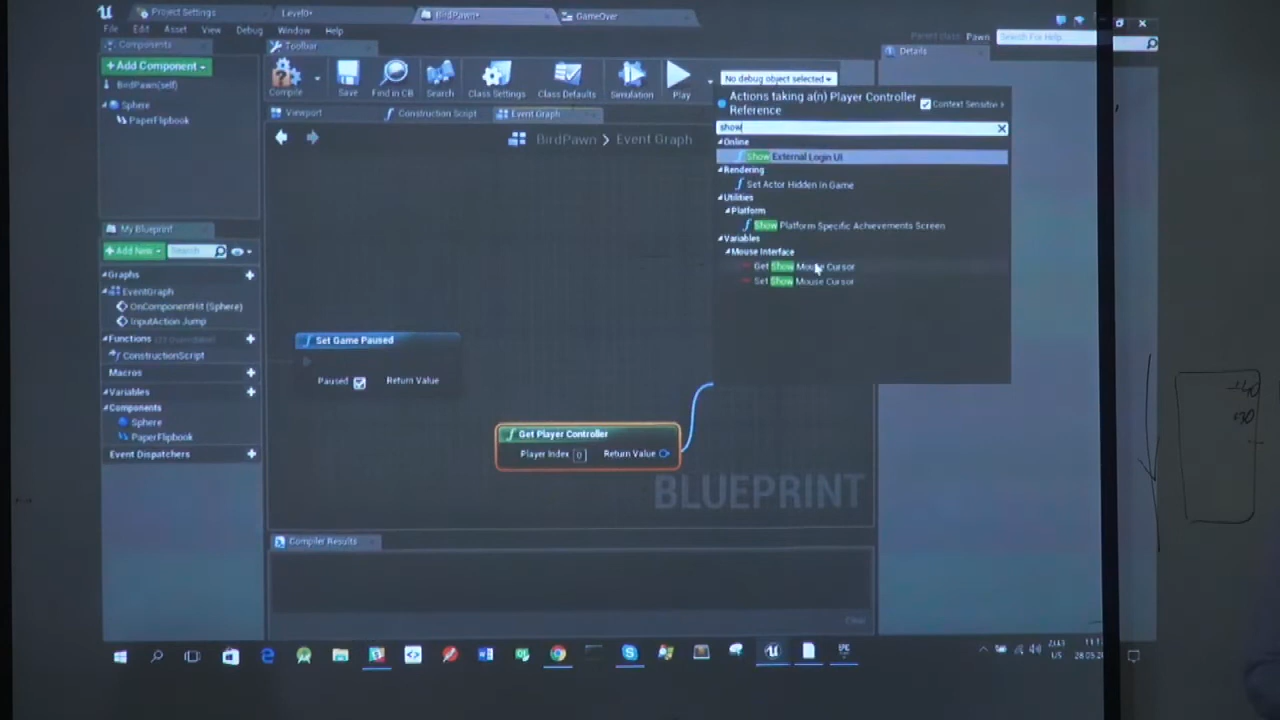 Project Settings
Level0*
BirdPawn*
GameOver
File Edit Asset View Debug Window Help
Parent class: Pawn
Search For Help
Components
Toolbar
Details
Add Component
BirdPawn(self)
Sphere
PaperFlipbook
Compile
Save
Find in CB
Search
Class Settings
Class Defaults
Simulation
Play
No debug object selected
Viewport
Construction Script
Event Graph
BirdPawn > Event Graph
Actions taking a(n) Player Controller
Reference
Context Sensitive
show
Online
Show External Login UI
Rendering
Set Actor Hidden In Game
Utilities
Platform
Show Platform Specific Achievements Screen
Variables
Mouse Interface
Get Show Mouse Cursor
Set Show Mouse Cursor
My Blueprint
Add New
Search
Graphs
EventGraph
OnComponentHit (Sphere)
InputAction Jump
Functions
ConstructionScript
Macros
Variables
Components
Sphere
PaperFlipbook
Event Dispatchers
Set Game Paused
Paused
Return Value
Get Player Controller
Player Index 0
Return Value
BLUEPRINT
Compiler Results
Clear